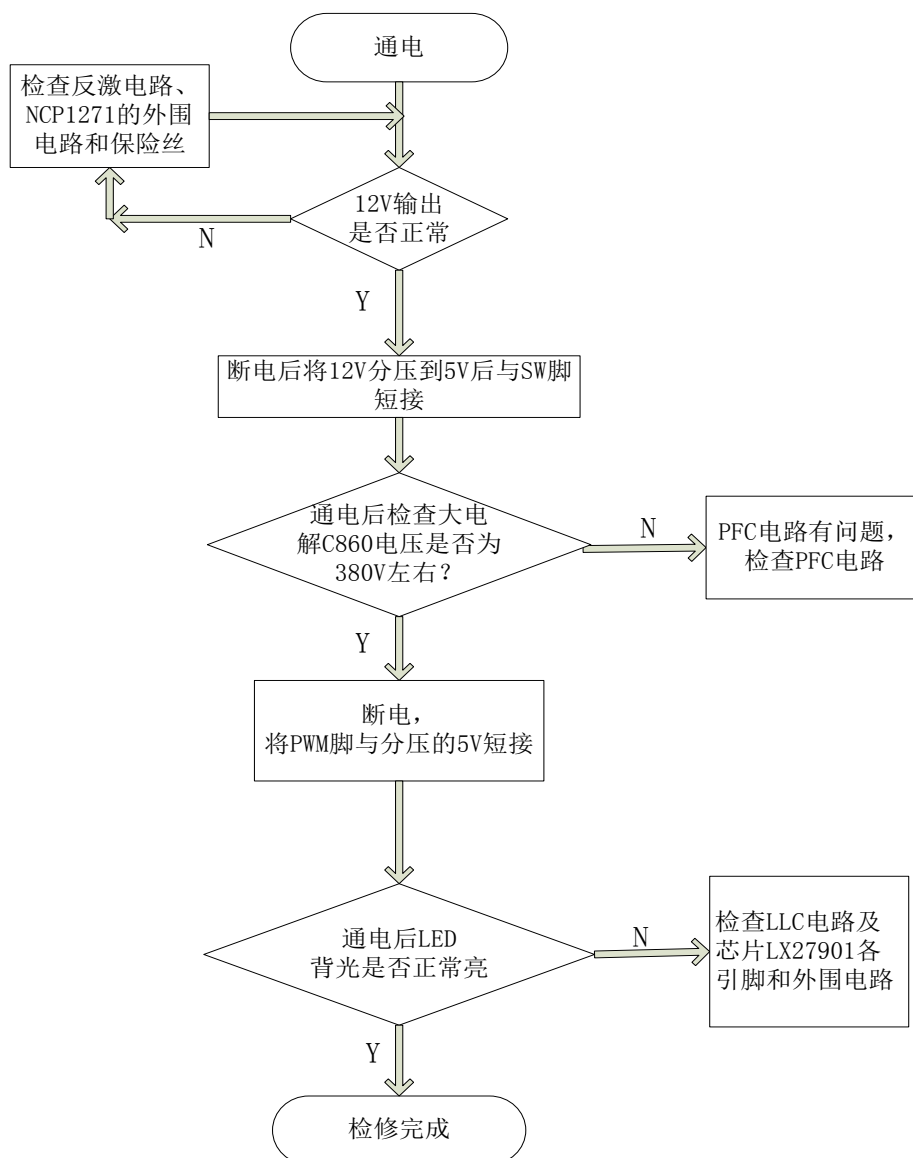 通电
检查反激电路、
NCP1271的外围
电路和保险丝
12V输出
是否正常
N
Y
断电后将12V分压到5V后与SW脚
短接
通电后检查大电
解C860电压是否为
380V左右?
N
PFC电路有问题,
检查PFC电路
Y
断电,
将PWM脚与分压的5V短接
通电后LED
背光是否正常亮
N
检查LLC电路及
芯片LX27901各
引脚和外围电路
Y
检修完成